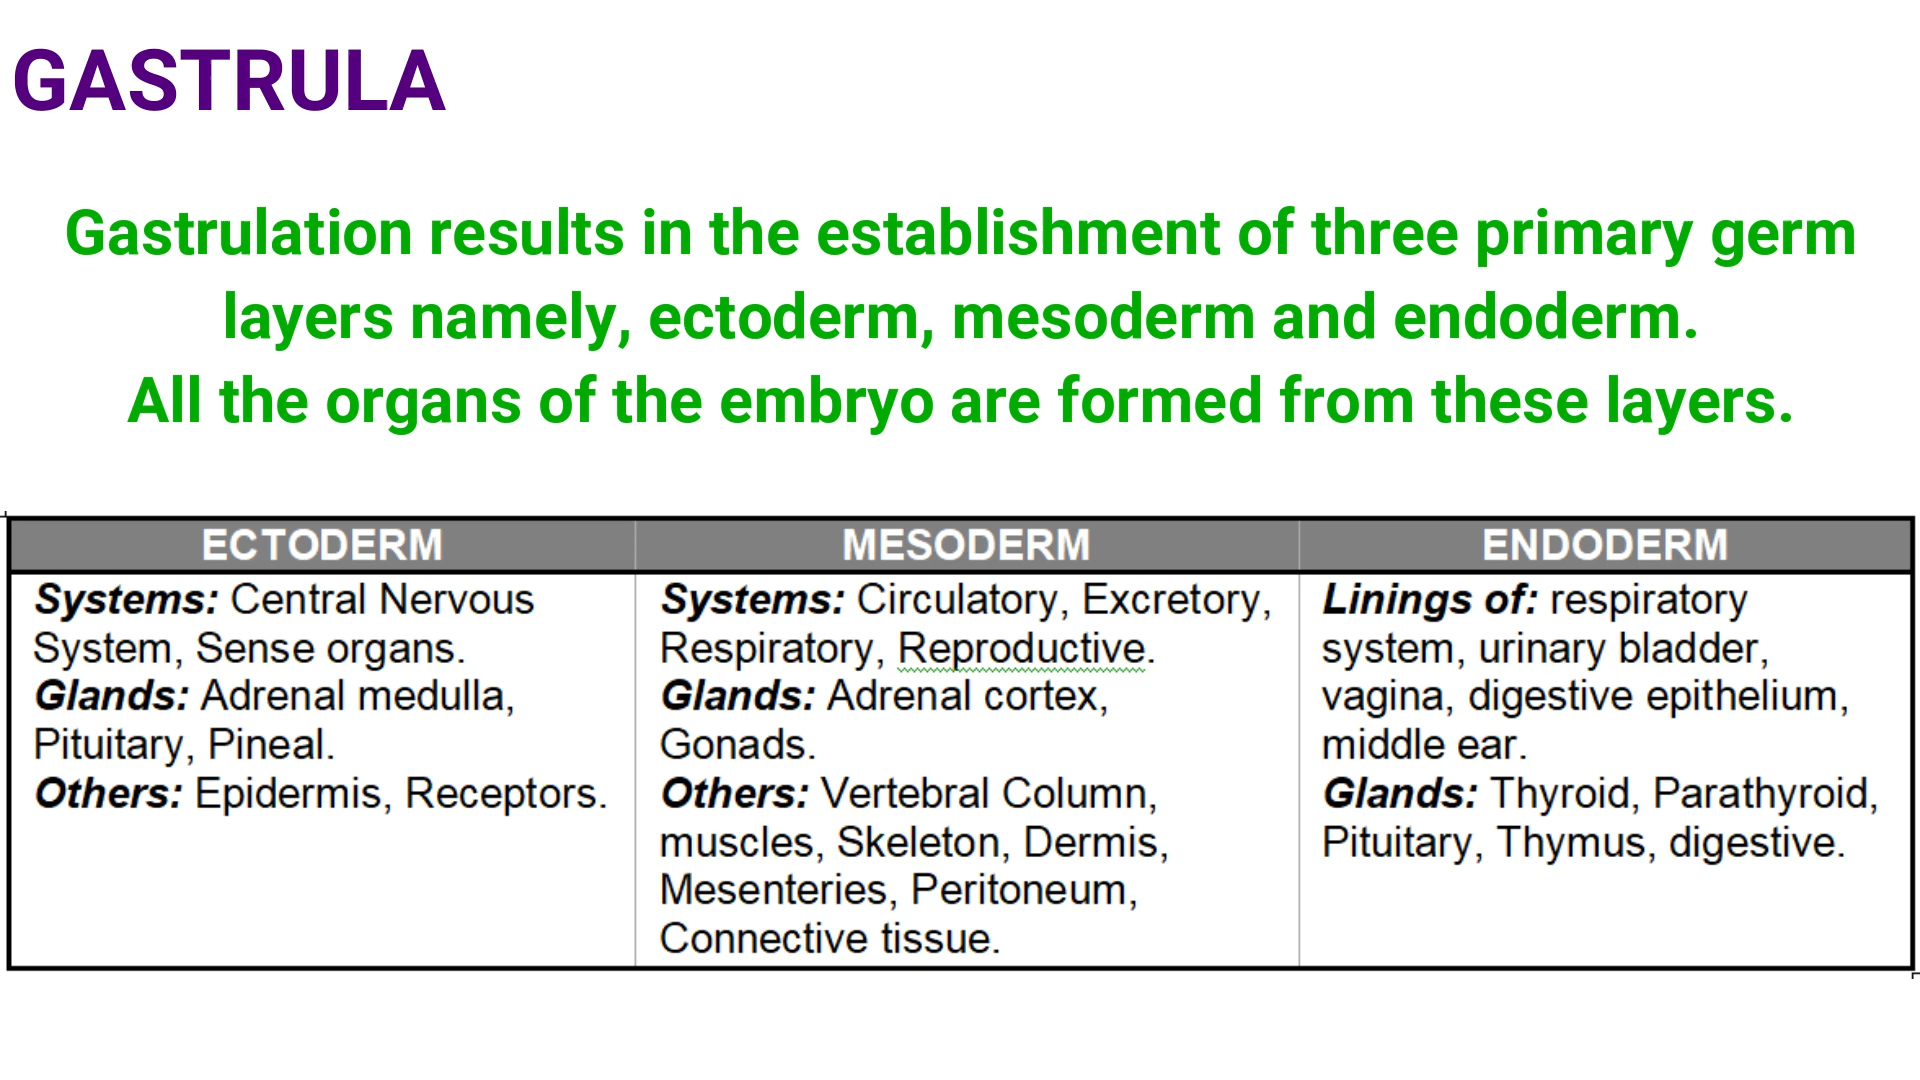 GASTRULA
Gastrulation results in the establishment of three primary germ
layers namely, ectoderm, mesoderm and endoderm.
All the organs of the embryo are formed from these layers.
ECTODERM
Systems: Central Nervous
System, Sense organs.
Glands: Adrenal medulla,
Pituitary, Pineal.
Others: Epidermis, Receptors.
MESODERM
Systems: Circulatory, Excretory,
Respiratory, Reproductive.
Glands: Adrenal cortex,
Gonads.
Others: Vertebral Column,
muscles, Skeleton, Dermis,
Mesenteries, Peritoneum,
Connective tissue.
ENDODERM
Linings of: respiratory
system, urinary bladder,
vagina, digestive epithelium,
middle ear.
Glands: Thyroid, Parathyroid,
Pituitary, Thymus, digestive.